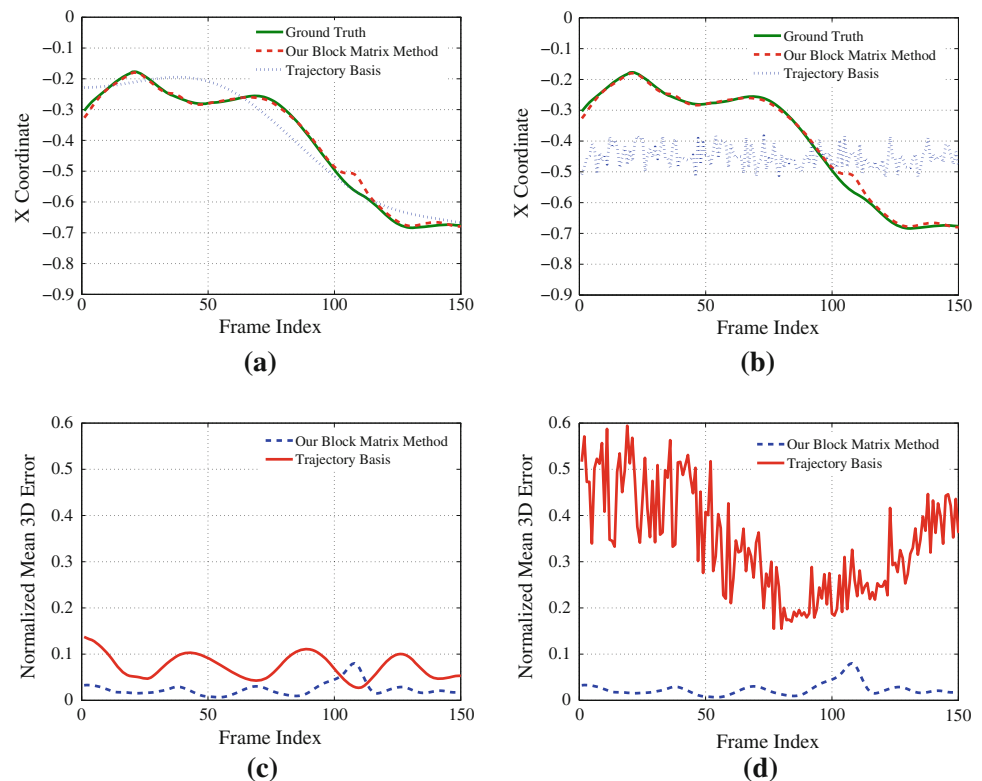 0
−0.1
−0.2
−0.3
−0.4
−0.5
−0.6
−0.7
−0.8
−0.9
X Coordinate
Ground Truth
Our Block Matrix Method
Trajectory Basis
0
50
100
150
Frame Index
(a)
0
−0.1
−0.2
−0.3
−0.4
−0.5
−0.6
−0.7
−0.8
−0.9
X Coordinate
Ground Truth
Our Block Matrix Method
Trajectory Basis
0
50
100
150
Frame Index
(b)
0.6
0.5
0.4
0.3
0.2
0.1
0
Normalized Mean 3D Error
Our Block Matrix Method
Trajectory Basis
0
50
100
150
Frame Index
(c)
0.6
0.5
0.4
0.3
0.2
0.1
0
Normalized Mean 3D Error
Our Block Matrix Method
Trajectory Basis
0
50
100
150
Frame Index
(d)